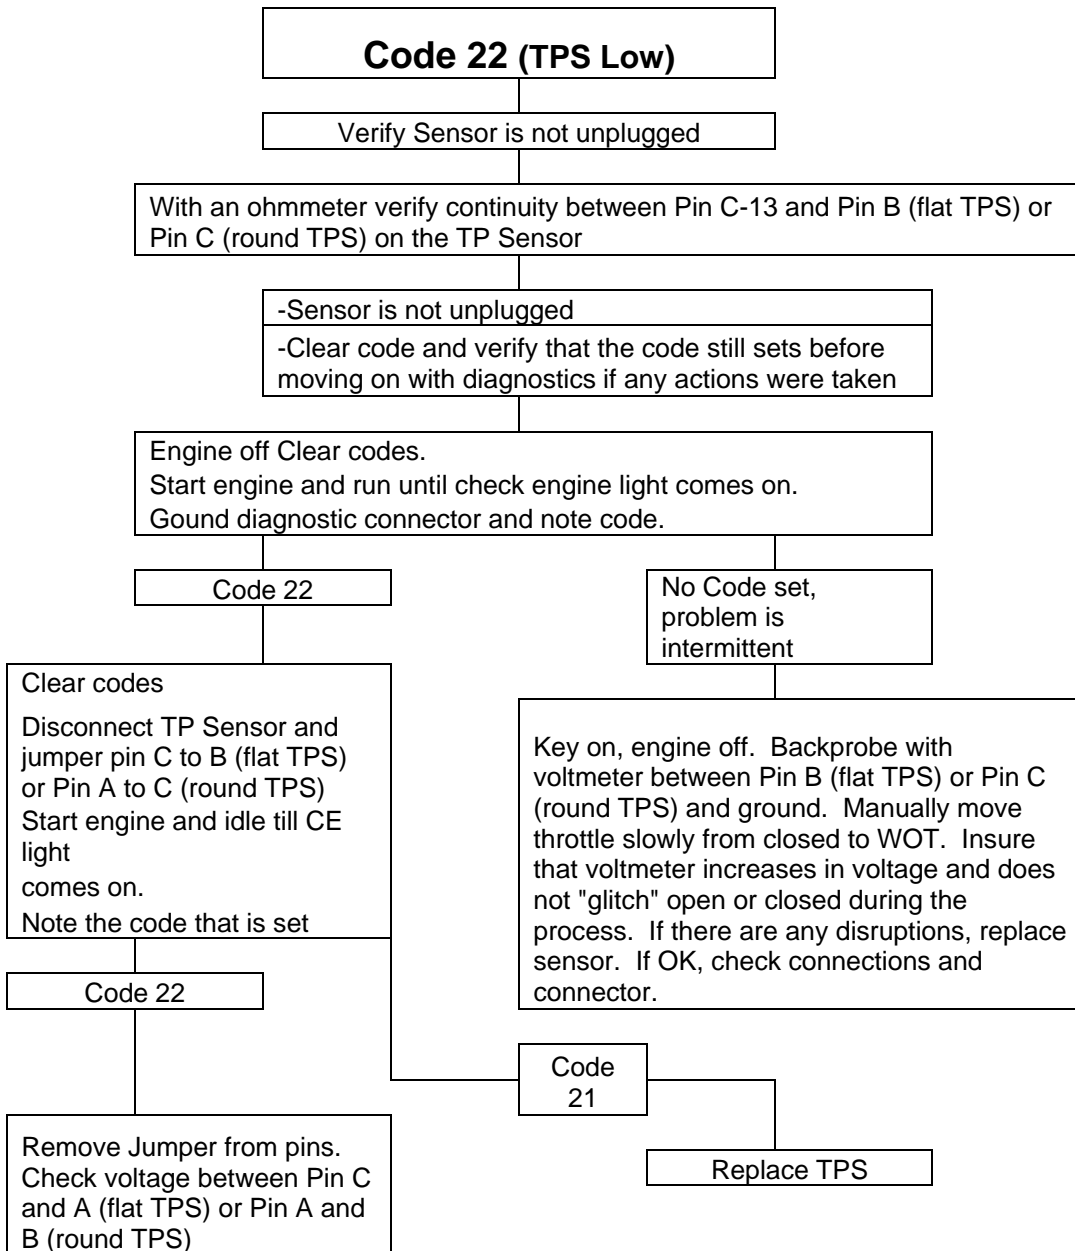 Code 22 (TPS Low)
Verify Sensor is not unplugged
With an ohmmeter verify continuity between Pin C-13 and Pin B (flat TPS) or
Pin C (round TPS) on the TP Sensor
-Sensor is not unplugged
-Clear code and verify that the code still sets before
moving on with diagnostics if any actions were taken
Engine off Clear codes.
Start engine and run until check engine light comes on.
Gound diagnostic connector and note code.
Code 22
No Code set,
problem is
intermittent
Clear codes
Disconnect TP Sensor and
jumper pin C to B (flat TPS)
or Pin A to C (round TPS)
Start engine and idle till CE
light
comes on.
Note the code that is set
Key on, engine off.  Backprobe with
voltmeter between Pin B (flat TPS) or Pin C
(round TPS) and ground.  Manually move
throttle slowly from closed to WOT.  Insure
that voltmeter increases in voltage and does
not "glitch" open or closed during the
process.  If there are any disruptions, replace
sensor.  If OK, check connections and
connector.
Code 22
Code
21
Replace TPS
Remove Jumper from pins.
Check voltage between Pin C
and A (flat TPS) or Pin A and
B (round TPS)